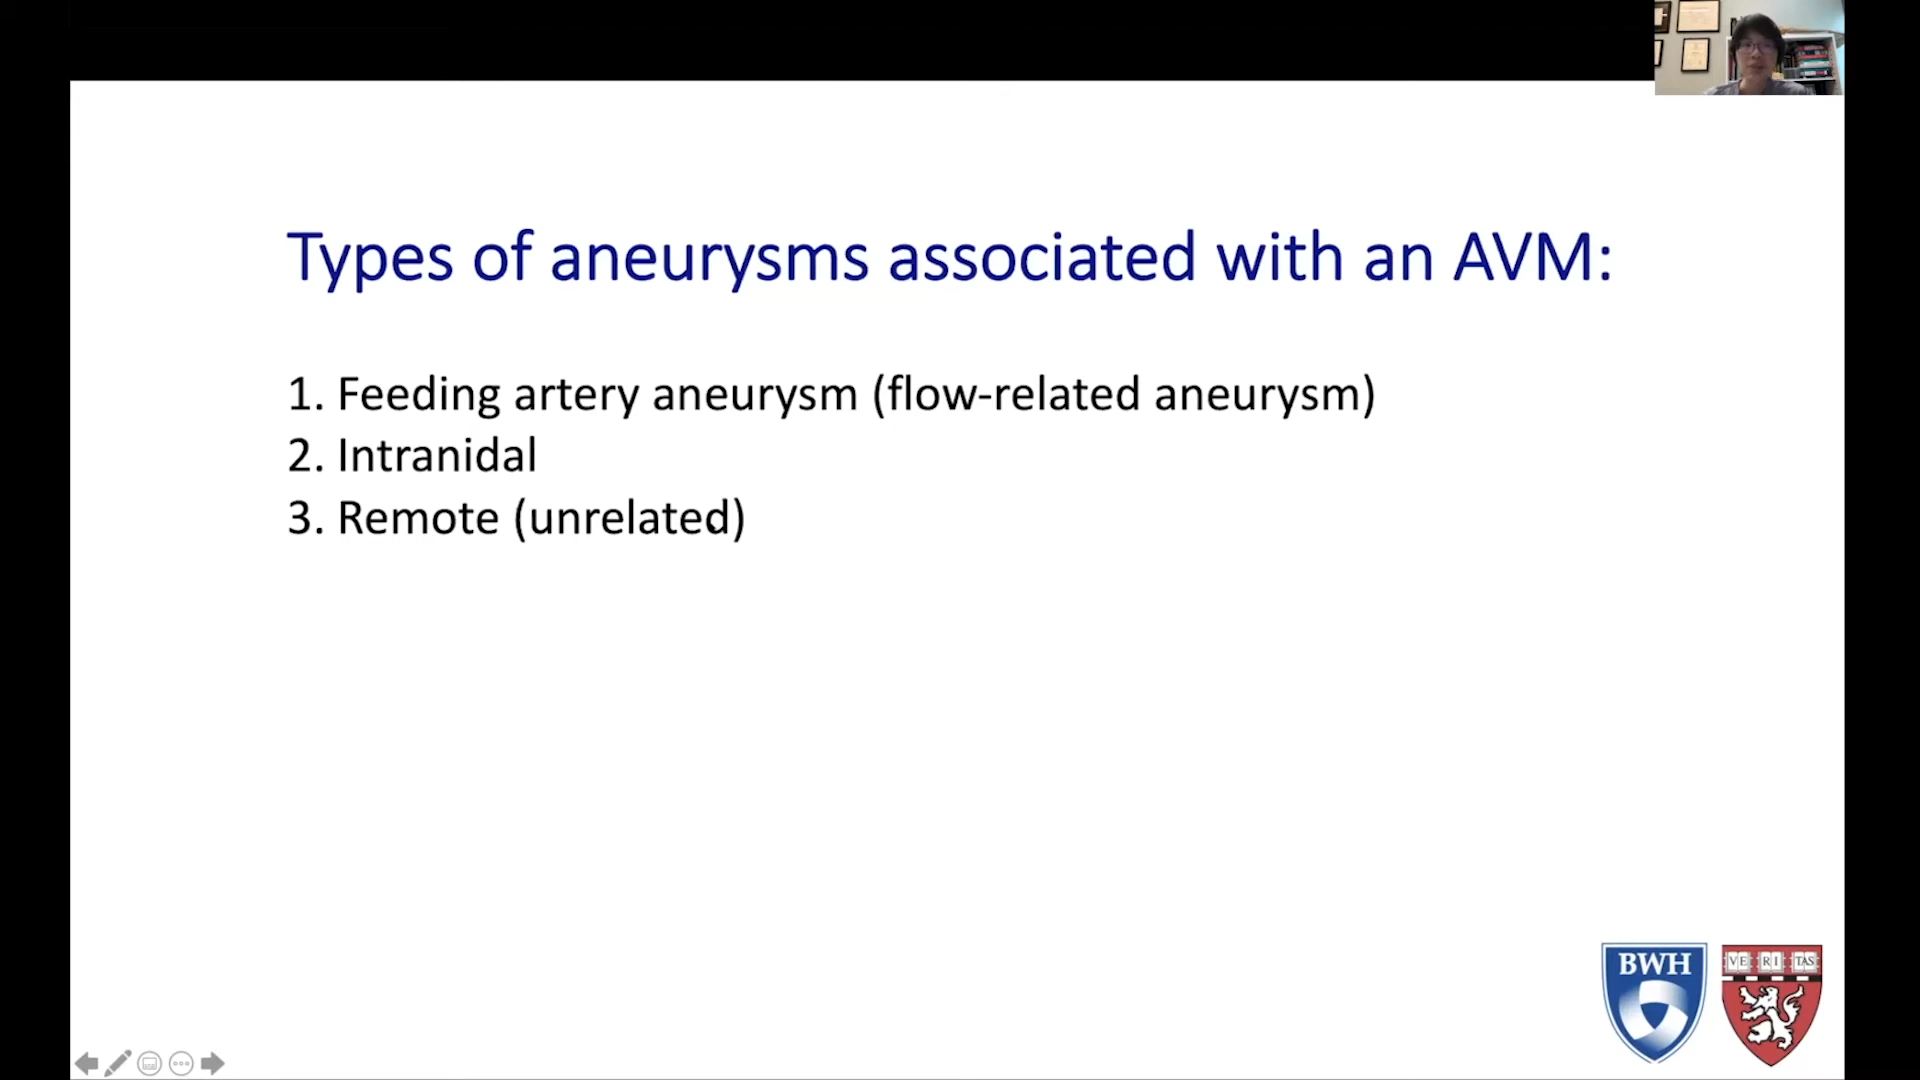 Types of aneurysms associated with an AVM:
1. Feeding artery aneurysm (flow-related aneurysm)
2. Intranidal
3. Remote (unrelated)
BWH
VE RI TAS